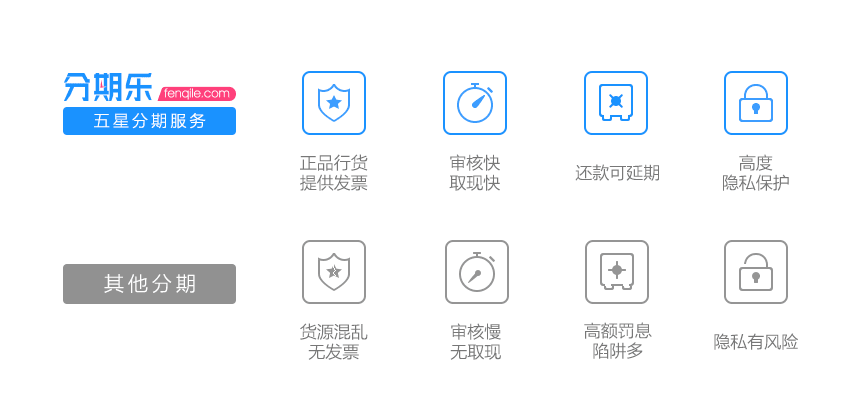 分期乐 fenqile.com
五星分期服务
正品行货
提供发票
审核快
取现快
还款可延期
高度
隐私保护
其他分期
货源混乱
无发票
审核慢
无取现
高额罚息
陷阱多
隐私有风险